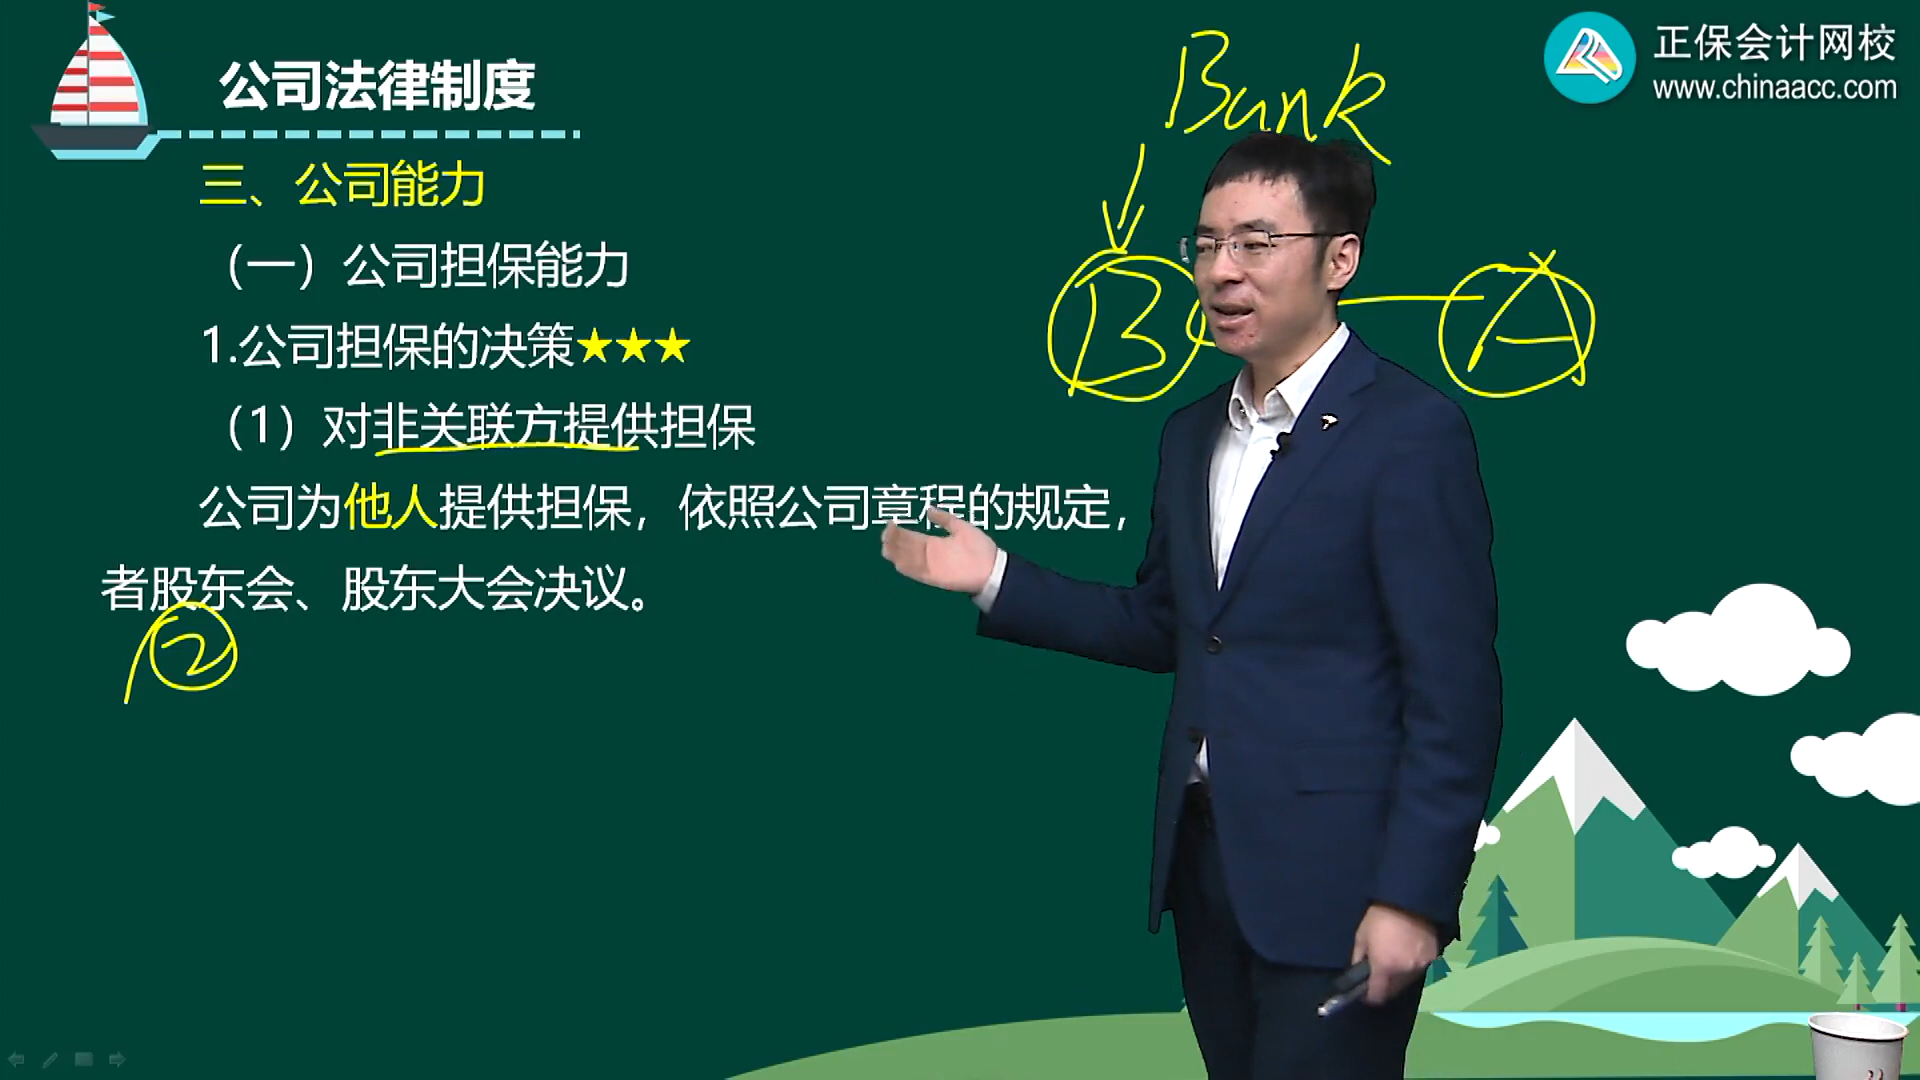 公司法律制度
正保会计网校
www.chinaacc.com
Bank
三、公司能力
（一）公司担保能力
1.公司担保的决策★★★
B
A
（1）对非关联方提供担保
公司为他人提供担保，依照公司章程的规定，
者股东会、股东大会决议。
②